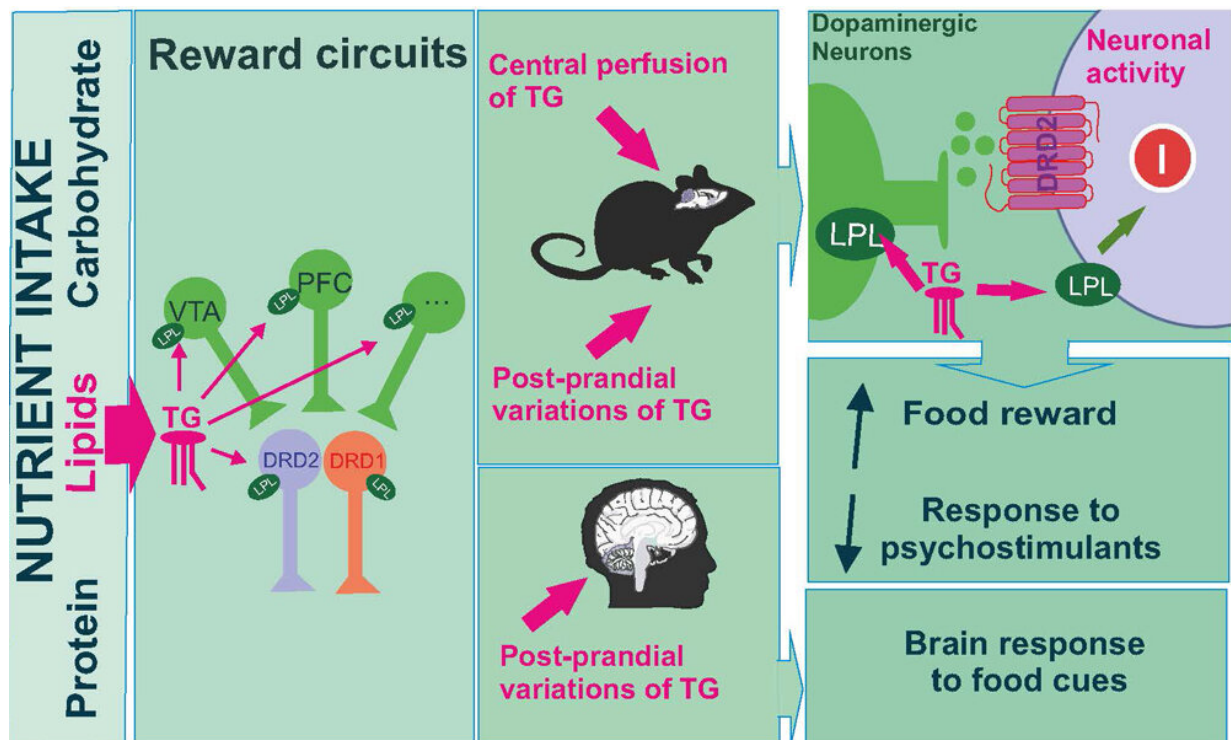 NUTRIENT INTAKE
Carbohydrate
Lipids
Protein
Reward circuits
VTA
LPL
PFC
LPL
...
LPL
TG
DRD2
LPL
DRD1
LPL
Central perfusion
of TG
Post-prandial
variations of TG
Post-prandial
variations of TG
Dopaminergic
Neurons
Neuronal
activity
DRD2
I
LPL
TG
LPL
Food reward
Response to
psychostimulants
Brain response
to food cues